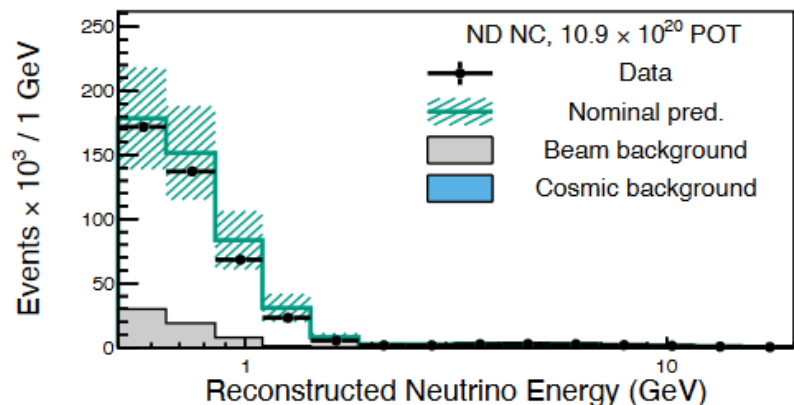 ND NC, 10.9 × 10²⁰ POT
Data
Nominal pred.
Beam background
Cosmic background
Events × 10³ / 1 GeV
250
200
150
100
50
0
1
10
Reconstructed Neutrino Energy (GeV)